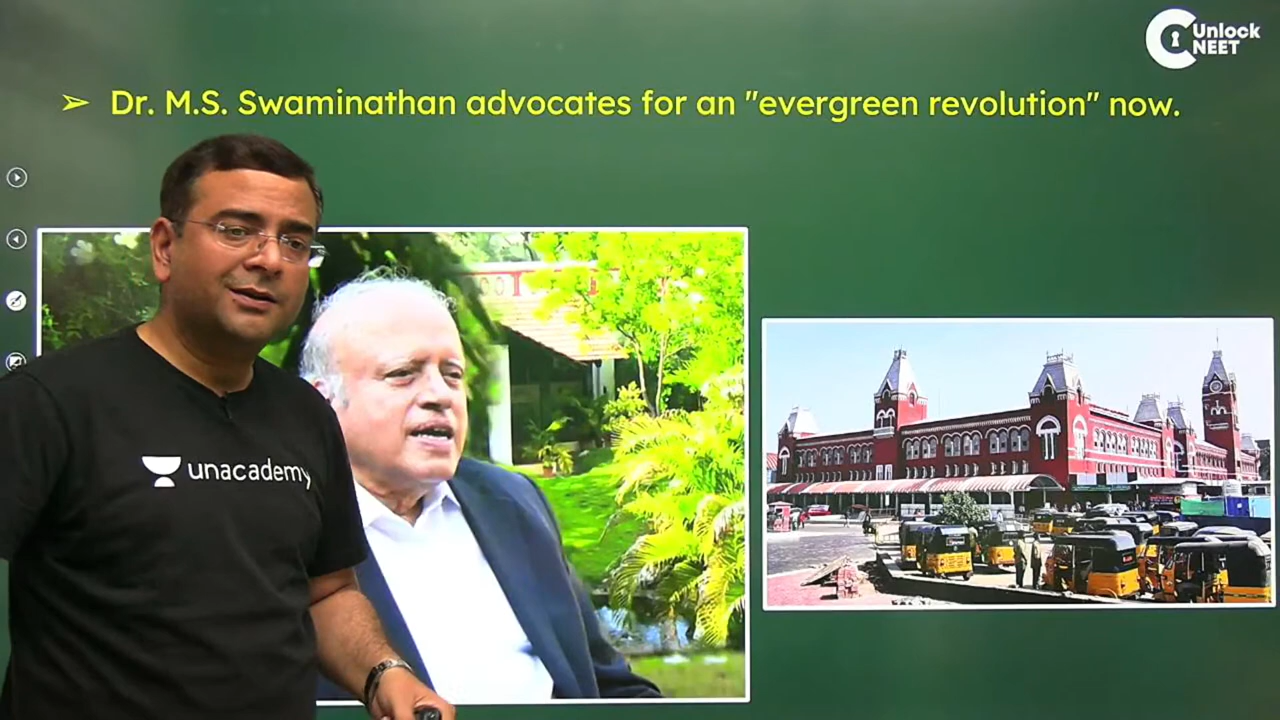 Unlock
NEET
➢ Dr. M.S. Swaminathan advocates for an "evergreen revolution" now.
unacademy